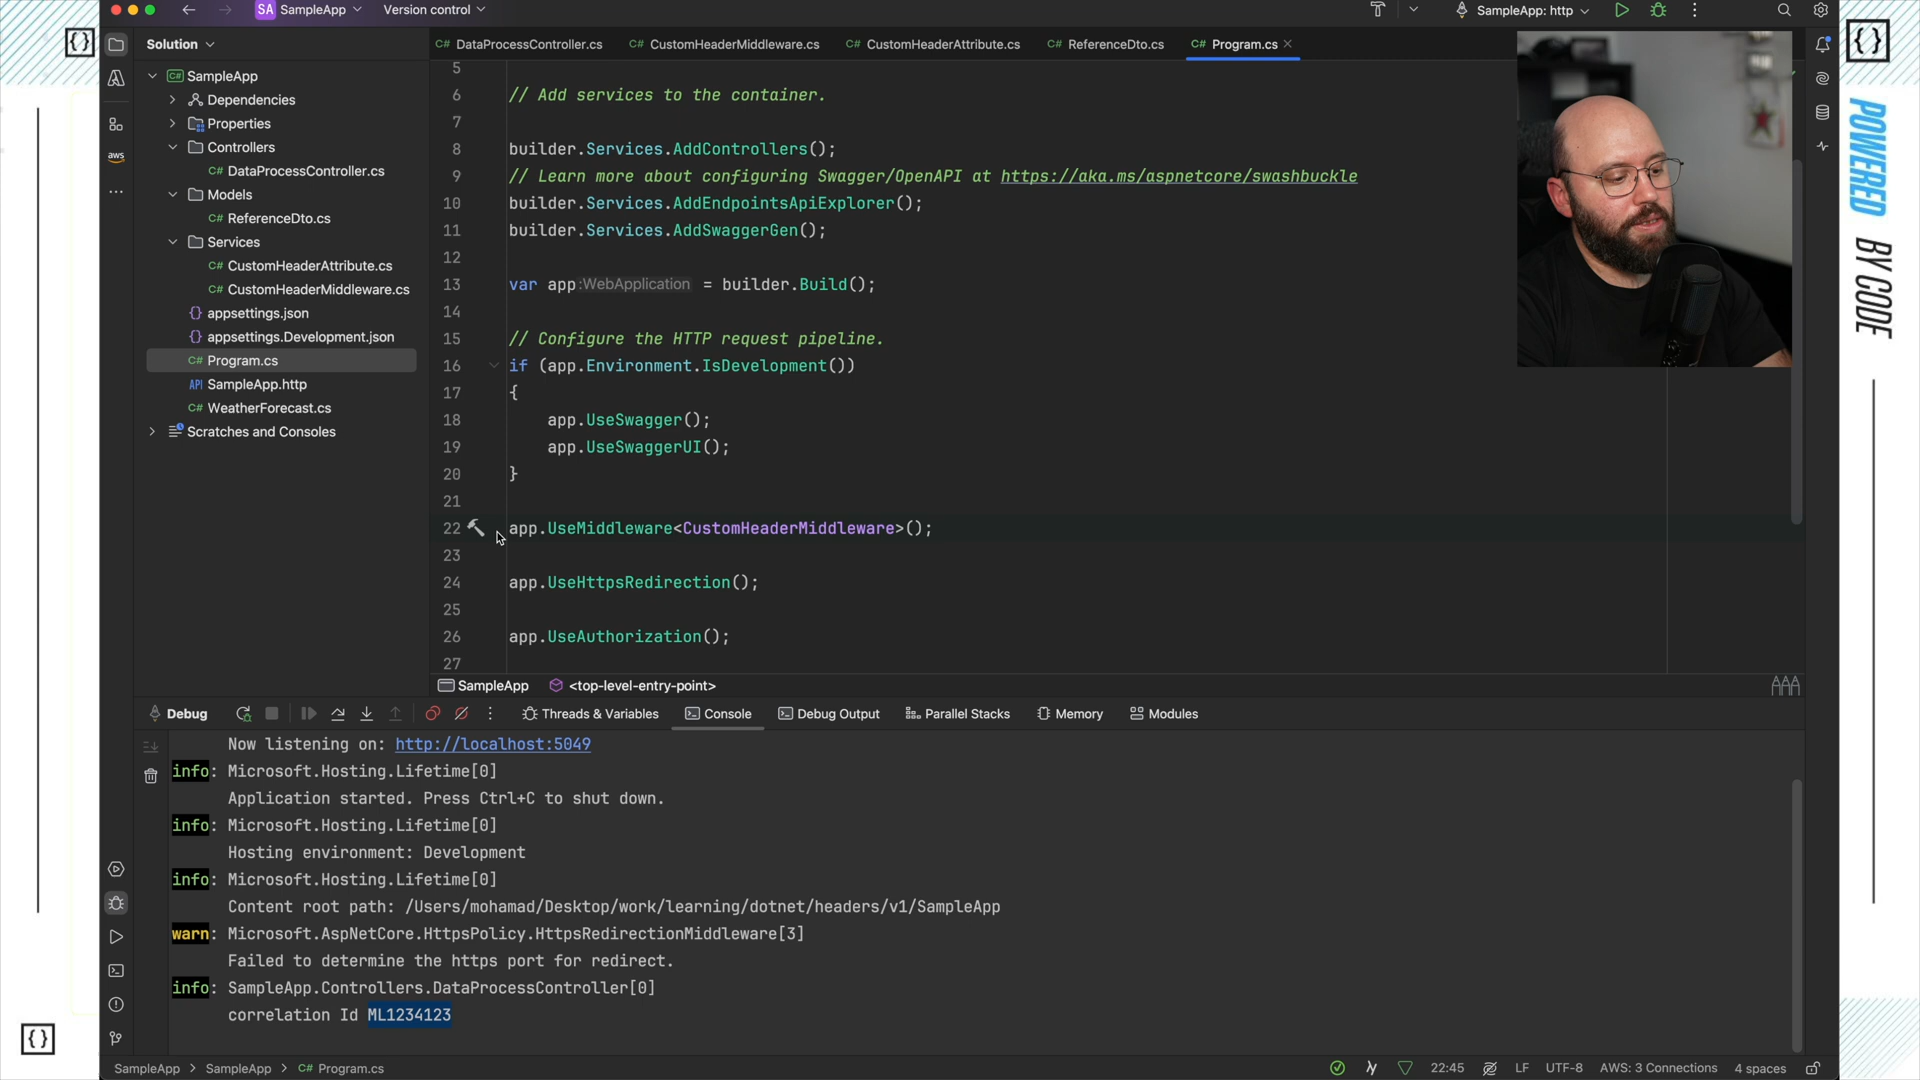 SA SampleApp
Version control
SampleApp: http
Solution
C# DataProcessController.cs
C# CustomHeaderMiddleware.cs
C# CustomHeaderAttribute.cs
C# ReferenceDto.cs
C# Program.cs
C# SampleApp
Dependencies
Properties
Controllers
C# DataProcessController.cs
Models
C# ReferenceDto.cs
Services
C# CustomHeaderAttribute.cs
C# CustomHeaderMiddleware.cs
{} appsettings.json
{} appsettings.Development.json
C# Program.cs
API SampleApp.http
C# WeatherForecast.cs
Scratches and Consoles
aws
5
6 // Add services to the container.
7
8 builder.Services.AddControllers();
9 // Learn more about configuring Swagger/OpenAPI at https://aka.ms/aspnetcore/swashbuckle
10 builder.Services.AddEndpointsApiExplorer();
11 builder.Services.AddSwaggerGen();
12
13 var app:WebApplication = builder.Build();
14
15 // Configure the HTTP request pipeline.
16 if (app.Environment.IsDevelopment())
17 {
18 app.UseSwagger();
19 app.UseSwaggerUI();
20 }
21
22 app.UseMiddleware<CustomHeaderMiddleware>();
23
24 app.UseHttpsRedirection();
25
26 app.UseAuthorization();
27
SampleApp <top-level-entry-point>
Debug
Threads & Variables
Console
Debug Output
Parallel Stacks
Memory
Modules
Now listening on: http://localhost:5049
info: Microsoft.Hosting.Lifetime[0]
Application started. Press Ctrl+C to shut down.
info: Microsoft.Hosting.Lifetime[0]
Hosting environment: Development
info: Microsoft.Hosting.Lifetime[0]
Content root path: /Users/mohamad/Desktop/work/learning/dotnet/headers/v1/SampleApp
warn: Microsoft.AspNetCore.HttpsPolicy.HttpsRedirectionMiddleware[3]
Failed to determine the https port for redirect.
info: SampleApp.Controllers.DataProcessController[0]
correlation Id ML1234123
SampleApp > SampleApp > C# Program.cs
22:45
LF
UTF-8
AWS: 3 Connections
4 spaces
{}
{}
{}
POWERED BY CODE